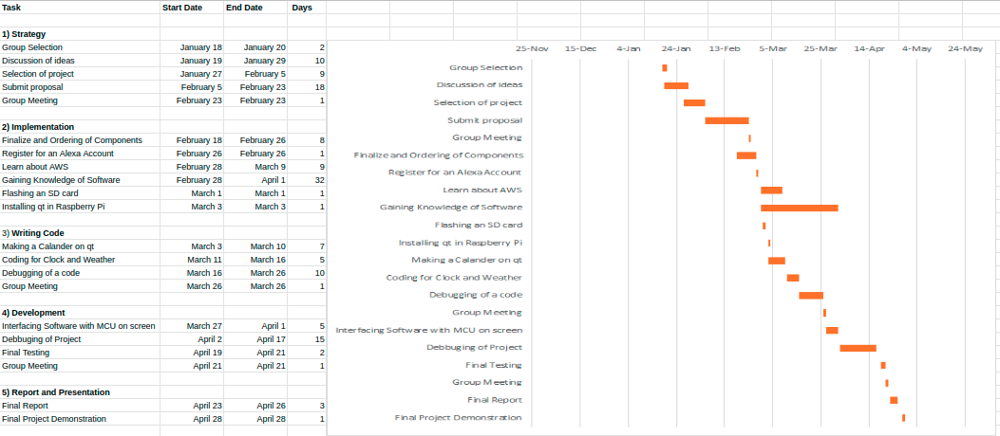 Task Start Date End Date Days
1) Strategy
Group Selection January 18 January 20 2
Discussion of ideas January 19 January 29 10
Selection of project January 27 February 5 9
Submit proposal February 5 February 23 18
Group Meeting February 23 February 23 1
2) Implementation
Finalize and Ordering of Components February 18 February 26 8
Register for an Alexa Account February 26 February 26 1
Learn about AWS February 28 March 9 9
Gaining Knowledge of Software February 28 April 1 32
Flashing an SD card March 1 March 1 1
Installing qt in Raspberry Pi March 3 March 3 1
3) Writing Code
Making a Calander on qt March 3 March 10 7
Coding for Clock and Weather March 11 March 16 5
Debugging of a code March 16 March 26 10
Group Meeting March 26 March 26 1
4) Development
Interfacing Software with MCU on screen March 27 April 1 5
Debbuging of Project April 2 April 17 15
Final Testing April 19 April 21 2
Group Meeting April 21 April 21 1
5) Report and Presentation
Final Report April 23 April 26 3
Final Project Demonstration April 28 April 28 1
25-Nov 15-Dec 4-Jan 24-Jan 13-Feb 5-Mar 25-Mar 14-Apr 4-May 24-May
Group Selection
Discussion of ideas
Selection of project
Submit proposal
Group Meeting
Finalize and Ordering of Components
Register for an Alexa Account
Learn about AWS
Gaining Knowledge of Software
Flashing an SD card
Installing qt in Raspberry Pi
Making a Calander on qt
Coding for Clock and Weather
Debugging of a code
Group Meeting
Interfacing Software with MCU on screen
Debbuging of Project
Final Testing
Group Meeting
Final Report
Final Project Demonstration